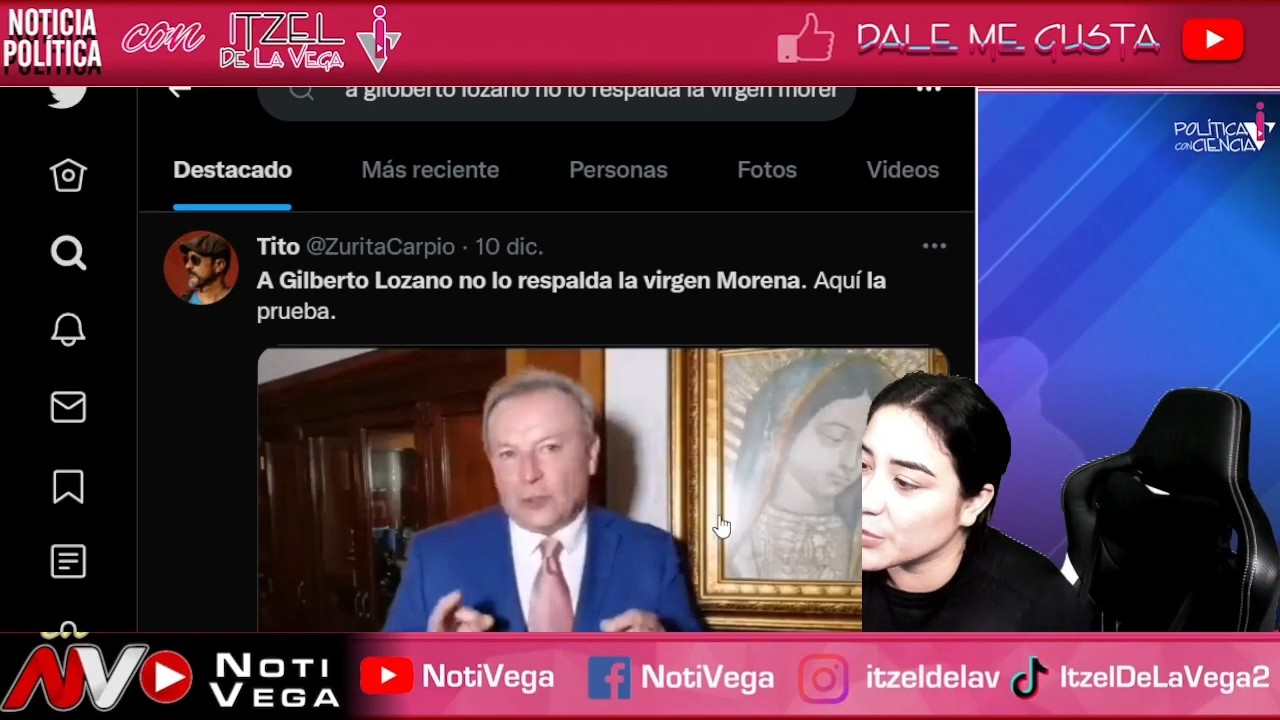 NOTICIA
POLÍTICA
con
ITZEL
DE LA VEGA
DALE ME GUSTA
a giloberto lozano no lo respalda la virgen morer
POLÍTICA
CON CIENCIA
Destacado
Más reciente
Personas
Fotos
Videos
Tito @ZuritaCarpio · 10 dic.
A Gilberto Lozano no lo respalda la virgen Morena. Aquí la
prueba.
NV
NOTI
VEGA
NotiVega
NotiVega
itzeldelav
ItzelDeLaVega2